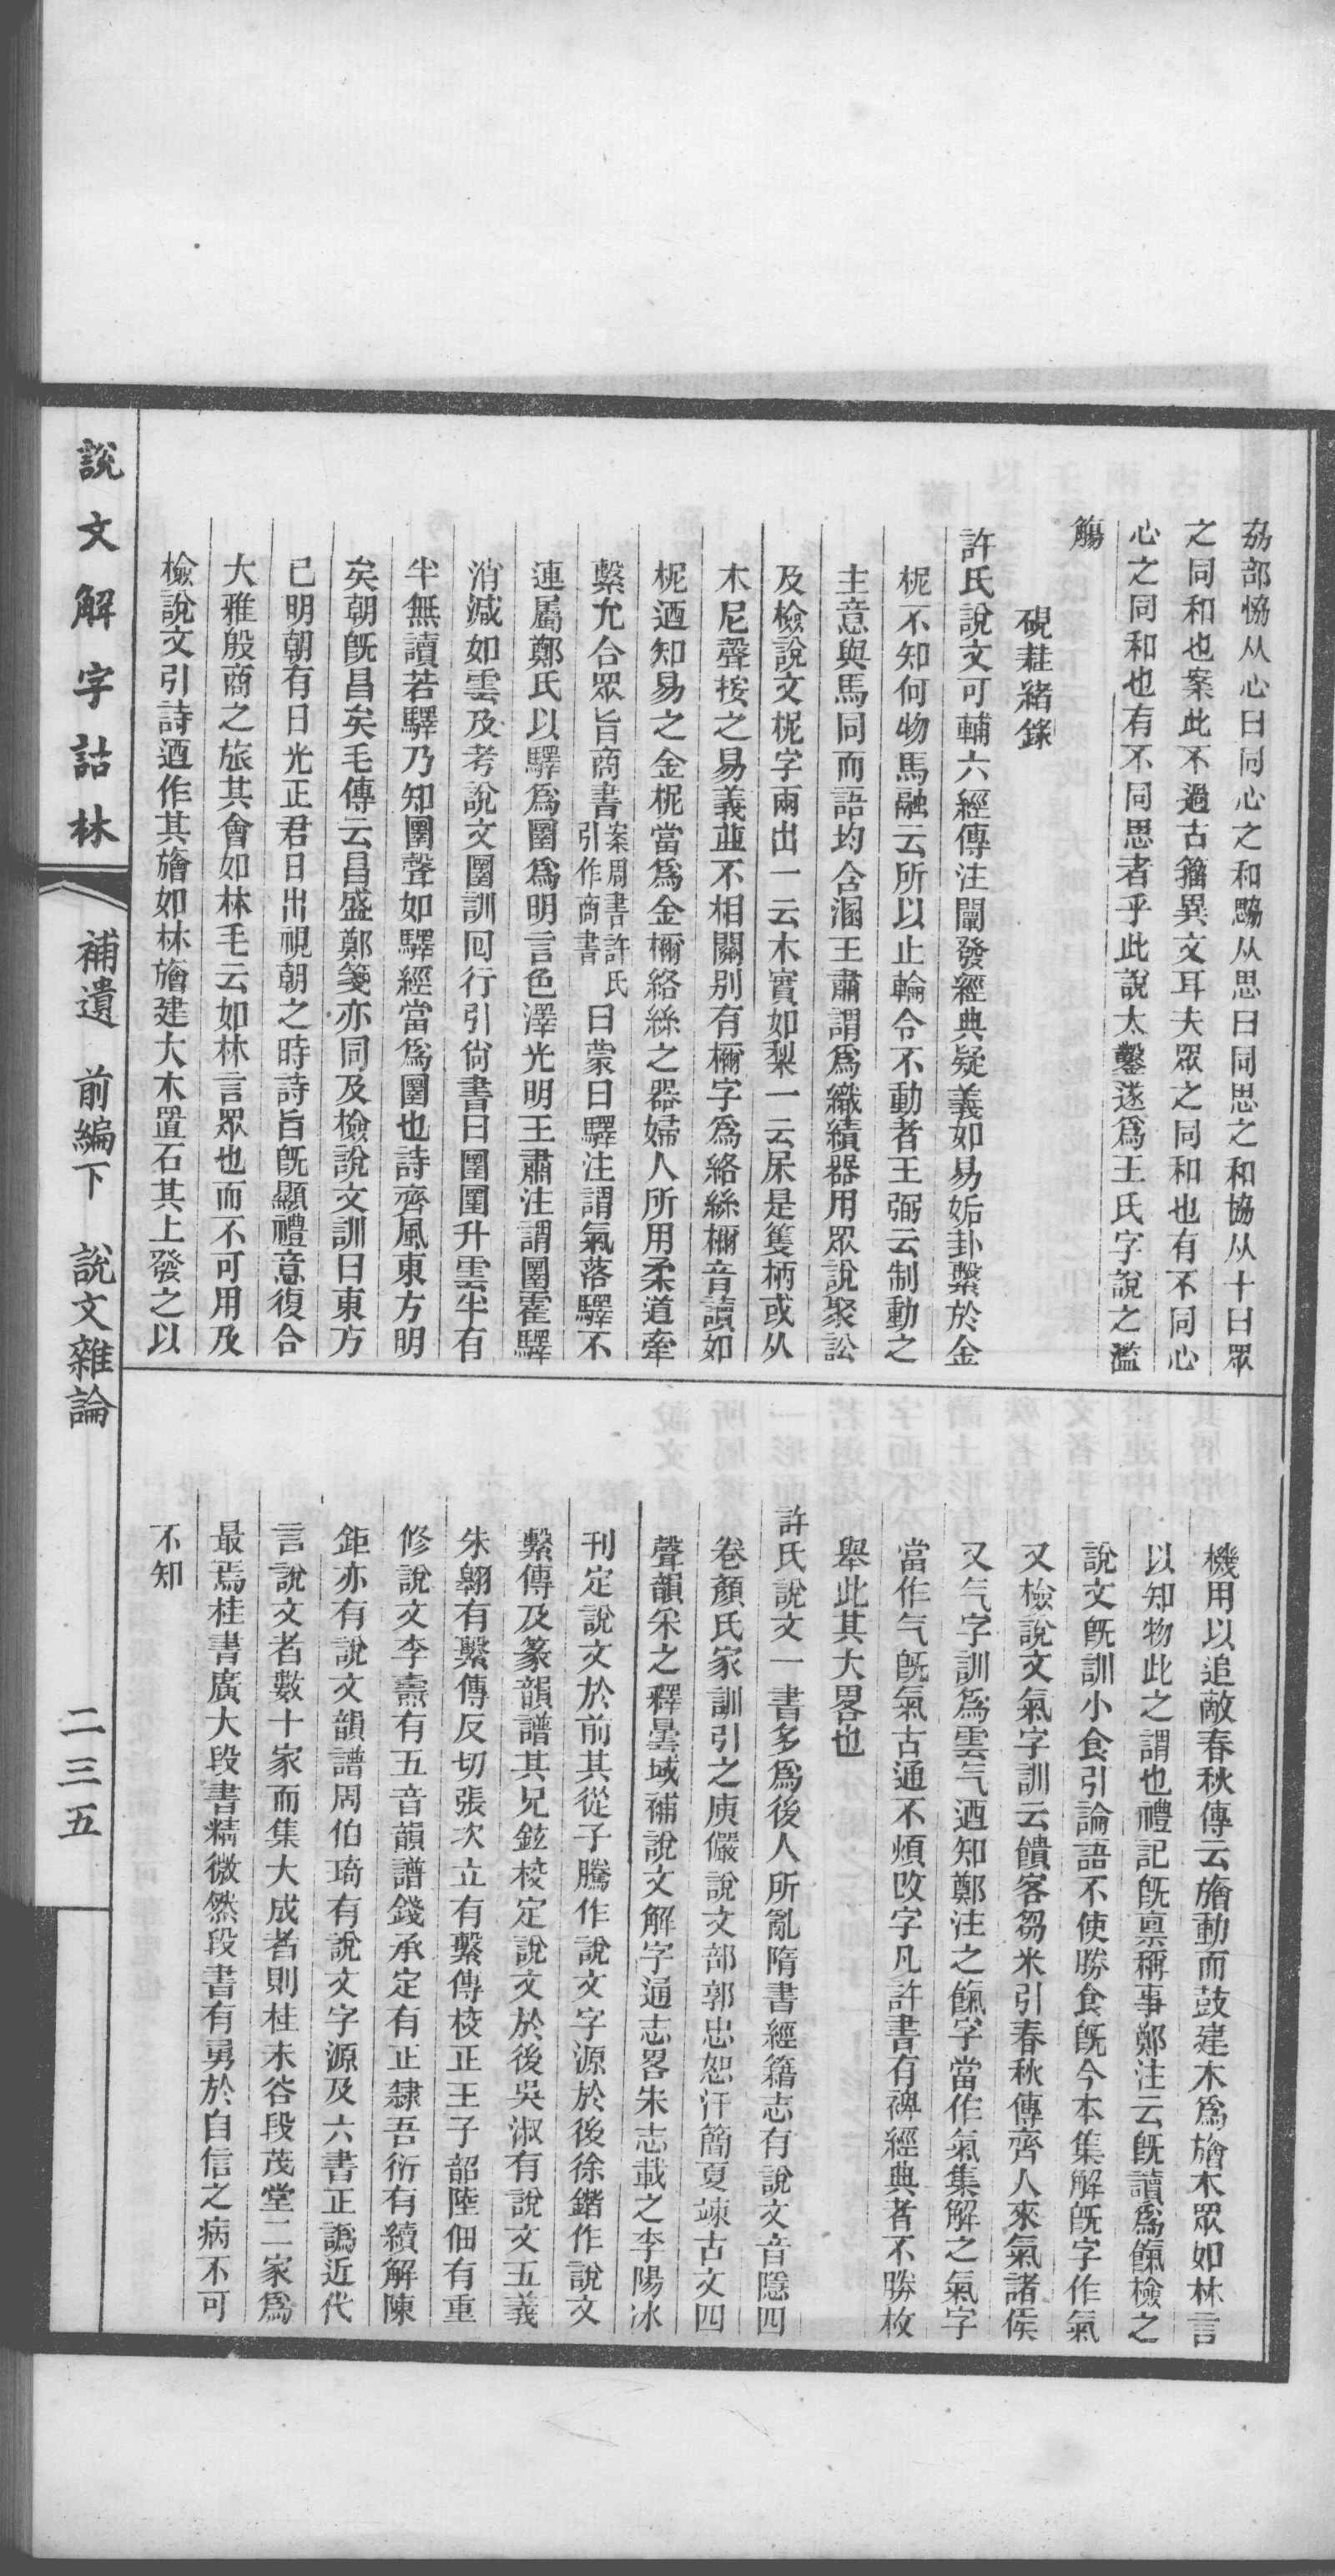 劦部恊从心曰同心之和勰从思曰同思之和協从十曰眾
之同和也案此不過古籀異文耳夫眾之同和也有不同心
心之同和也有不同思者乎此說太鑿遂爲王氏字說之濫
觴
硯耕緒錄
許氏說文可輔六經傳注闡發經典疑義如易姤卦繫於金
柅不知何物馬融云所以止輪令不動者王弼云制動之
主意與馬同而語均含溷王肅謂爲織績器用眾說聚訟
及檢說文柅字兩出一云木實如梨一云杘是籆柄或从
木尼聲按之易義並不相關别有檷字爲絡絲檷音讀如
柅迺知易之金柅當爲金檷絡絲之器婦人所用柔道牽
繫允合眾旨商書案周書許氏引作商書曰蒙曰驛注謂氣落驛不
連屬鄭氏以驛爲圛爲明言色澤光明王肅注謂圛霍驛
消減如雲及考說文圛訓囘行引尙書曰圛圛升雲半有
半無讀若驛乃知圛聲如驛經當爲圛也詩齊風東方明
矣朝旣昌矣毛傳云昌盛鄭箋亦同及檢說文訓日東方
已明朝有日光正君日出視朝之時詩旨旣顯禮意復合
大雅殷商之旅其會如林毛云如林言眾也而不可用及
檢說文引詩迺作其旝如林旝建大木置石其上發之以
機用以追敵春秋傳云旝動而鼓建木爲旝木眾如林言
以知物此之謂也禮記旣稟稱事鄭注云旣讀爲餼檢之
說文旣訓小食引論語不使勝食旣今本集解旣字作氣
又檢說文氣字訓云饋客芻米引春秋傳齊人來氣諸侯
又气字訓爲雲气迺知鄭注之餼字當作氣集解之氣字
當作气旣氣古通不煩改字凡許書有裨經典者不勝枚
舉此其大畧也
許氏說文一書多爲後人所亂隋書經籍志有說文音隱四
卷顏氏家訓引之庾儼說文部郭忠恕汗簡夏竦古文四
聲韻宋之釋曇域補說文解字通志畧朱志載之李陽冰
刊定說文於前其從子騰作說文字源於後徐鍇作說文
繫傳及篆韻譜其兄鉉校定說文於後吳淑有說文五義
朱翱有繫傳反切張次立有繫傳校正王子韶陸佃有重
修說文李燾有五音韻譜錢承定有正隸吾衍有續解陳
鉅亦有說文韻譜周伯琦有說文字源及六書正譌近代
言說文者數十家而集大成者則桂未谷段茂堂二家爲
最焉桂書廣大段書精微然段書有勇於自信之病不可
不知
說文解字詁林 補遺 前編下 說文雜論 二三五